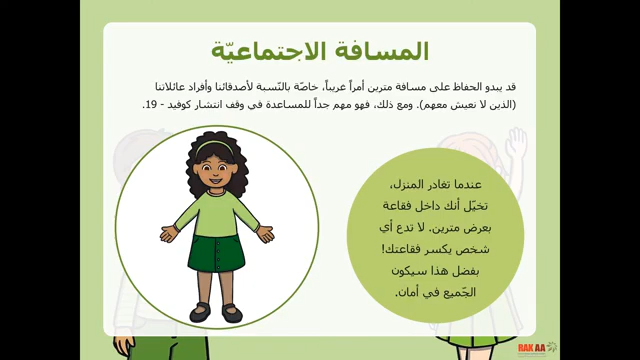 المسافة الاجتماعيّة
قد يبدو الحفاظ على مسافة مترين أمراً غريباً، خاصّة بالنّسبة لأصدقائنا وأفراد عائلاتنا
(الذين لا نعيش معهم). ومع ذلك، فهو مهم جداً للمساعدة في وقف انتشار كوفيد - 19.
عندما تغادر المنزل،
تخيّل أنك داخل فقاعة
بعرض مترين. لا تدع أي
شخص يكسر فقاعتك!
بفضل هذا سيكون
الجّميع في أمان.
RAK AA